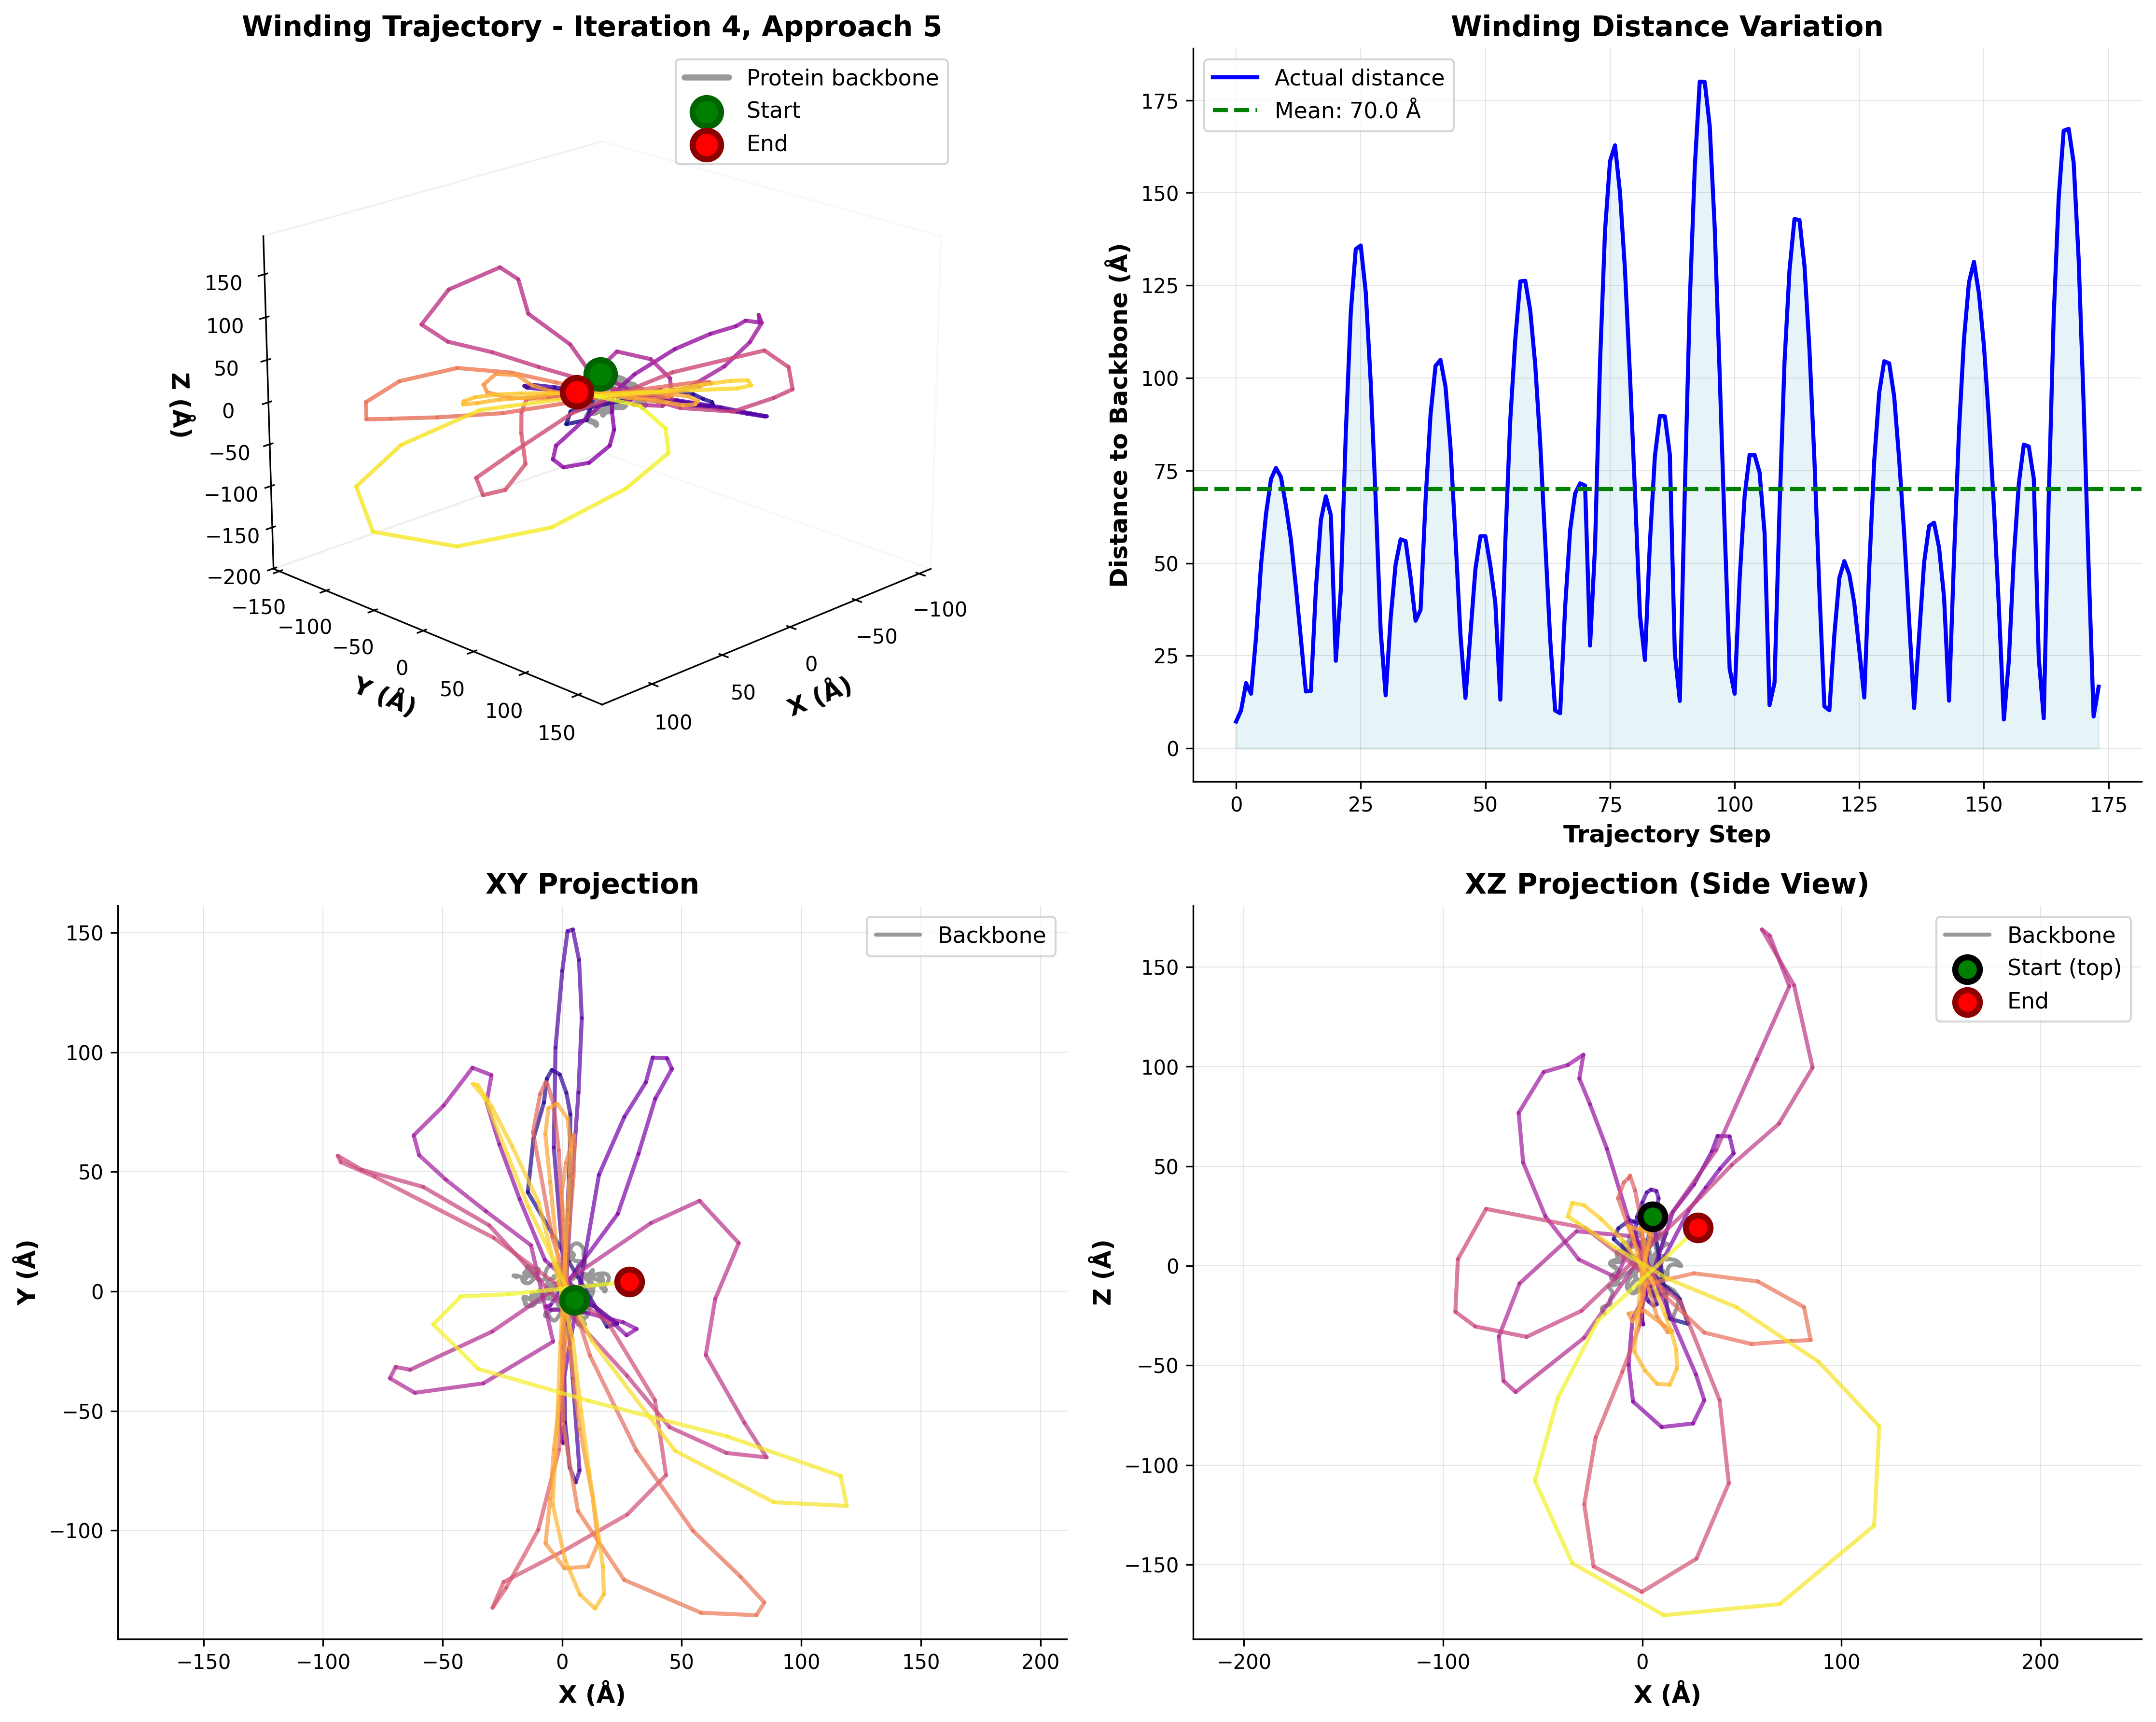 Winding Trajectory - Iteration 4, Approach 5
Protein backbone
Start
End
150
100
50
0
−50
−100
−150
−200
Z (Å)
−150
−100
−50
0
50
100
150
Y (Å)
100
50
0
−50
−100
X (Å)
Winding Distance Variation
Actual distance
Mean: 70.0 Å
175
150
125
100
75
50
25
0
Distance to Backbone (Å)
0 25 50 75 100 125 150 175
Trajectory Step
XY Projection
Backbone
150
100
50
0
−50
−100
Y (Å)
−150 −100 −50 0 50 100 150 200
X (Å)
XZ Projection (Side View)
Backbone
Start (top)
End
150
100
50
0
−50
−100
−150
Z (Å)
−200 −100 0 100 200
X (Å)